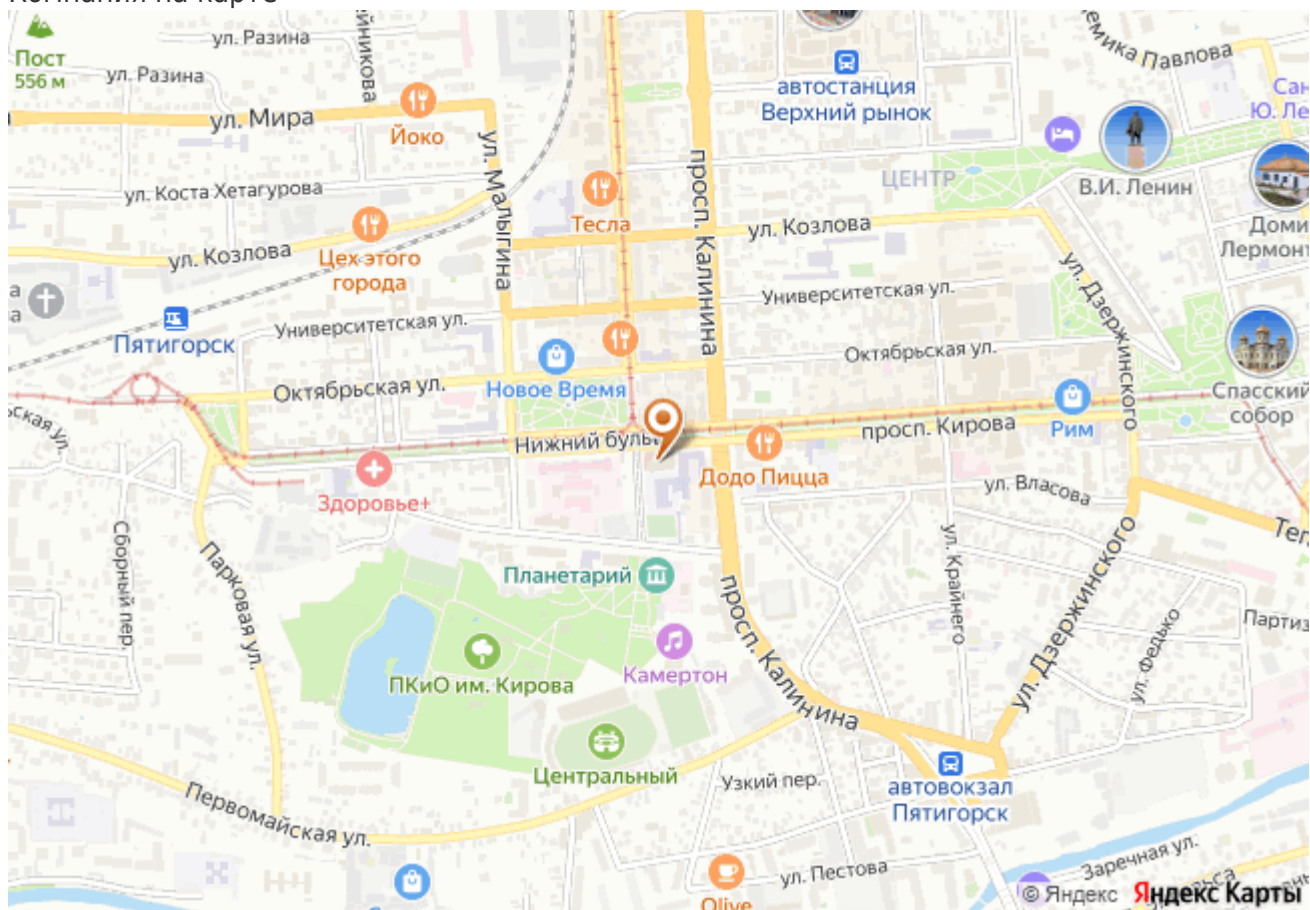 Компания на карте
Пост
556 м
ул. Разина
ул. Разина
ул. Мира
Йоко
ул. Малыгина
автостанция
Верхний рынок
Павлова
ЦЕНТР
В.И. Ленин
ул. Коста Хетагурова
Тесла
просп. Калинина
ул. Козлова
ул. Козлова
Цех этого
города
ул. Дзержинского
Университетская ул.
Университетская ул.
Пятигорск
Октябрьская ул.
Октябрьская ул.
Новое Время
Спасский
собор
Нижний
просп. Кирова
Рим
Додо Пицца
Здоровье+
ул. Власова
Сборный пер.
Парковая ул.
Планетарий
ул. Крайнего
ул. Дзержинского
ул. Федько
просп. Калинина
Камертон
ПКиО им. Кирова
Центральный
Узкий пер.
автовокзал
Пятигорск
Первомайская ул.
ул. Пестова
Заречная ул.
Olive
© Яндекс Яндекс Карты